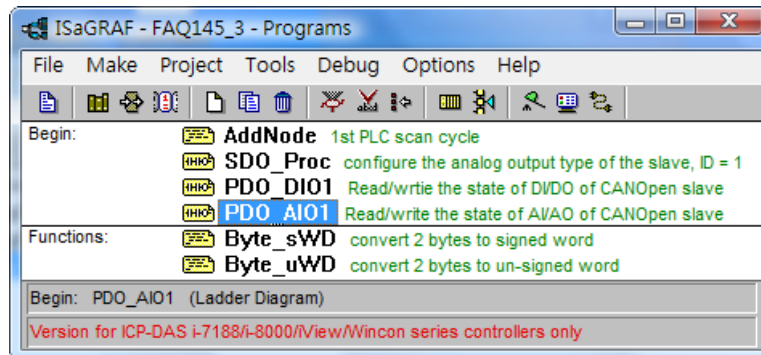 ISaGRAF - FAQ145_3 - Programs
File Make Project Tools Debug Options Help
Begin: AddNode 1st PLC scan cycle
SDO_Proc configure the analog output type of the slave, ID = 1
PDO_DIO1 Read/wrtie the state of DI/DO of CANOpen slave
PDO_AIO1 Read/write the state of AI/AO of CANOpen slave
Functions: Byte_sWD convert 2 bytes to signed word
Byte_uWD convert 2 bytes to un-signed word
Begin: PDO_AIO1 (Ladder Diagram)
Version for ICP-DAS i-7188/i-8000/iView/Wincon series controllers only